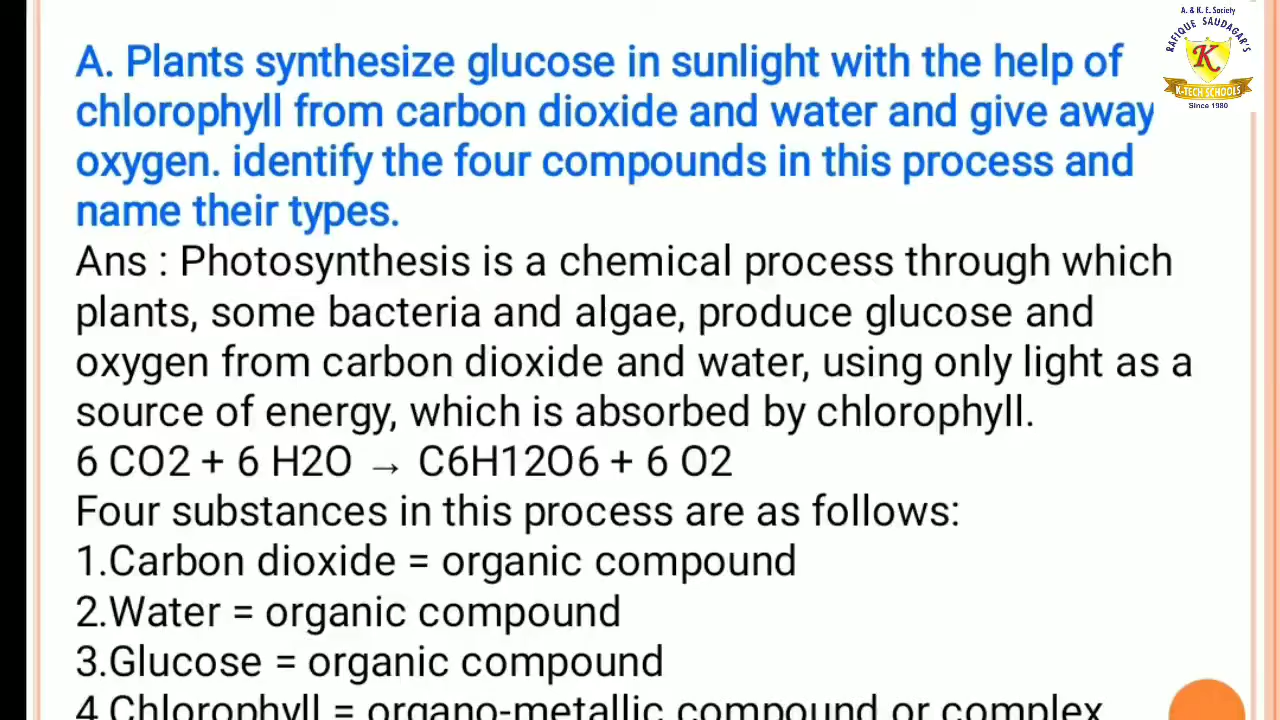 A. & K. E. Society
RAFIQUE SAUDAGAR'S
K
K-TECH SCHOOLS
Since 1980
A. Plants synthesize glucose in sunlight with the help of
chlorophyll from carbon dioxide and water and give away
oxygen. identify the four compounds in this process and
name their types.
Ans : Photosynthesis is a chemical process through which
plants, some bacteria and algae, produce glucose and
oxygen from carbon dioxide and water, using only light as a
source of energy, which is absorbed by chlorophyll.
6 CO2 + 6 H2O → C6H12O6 + 6 O2
Four substances in this process are as follows:
1.Carbon dioxide = organic compound
2.Water = organic compound
3.Glucose = organic compound
4.Chlorophyll = organo-metallic compound or complex